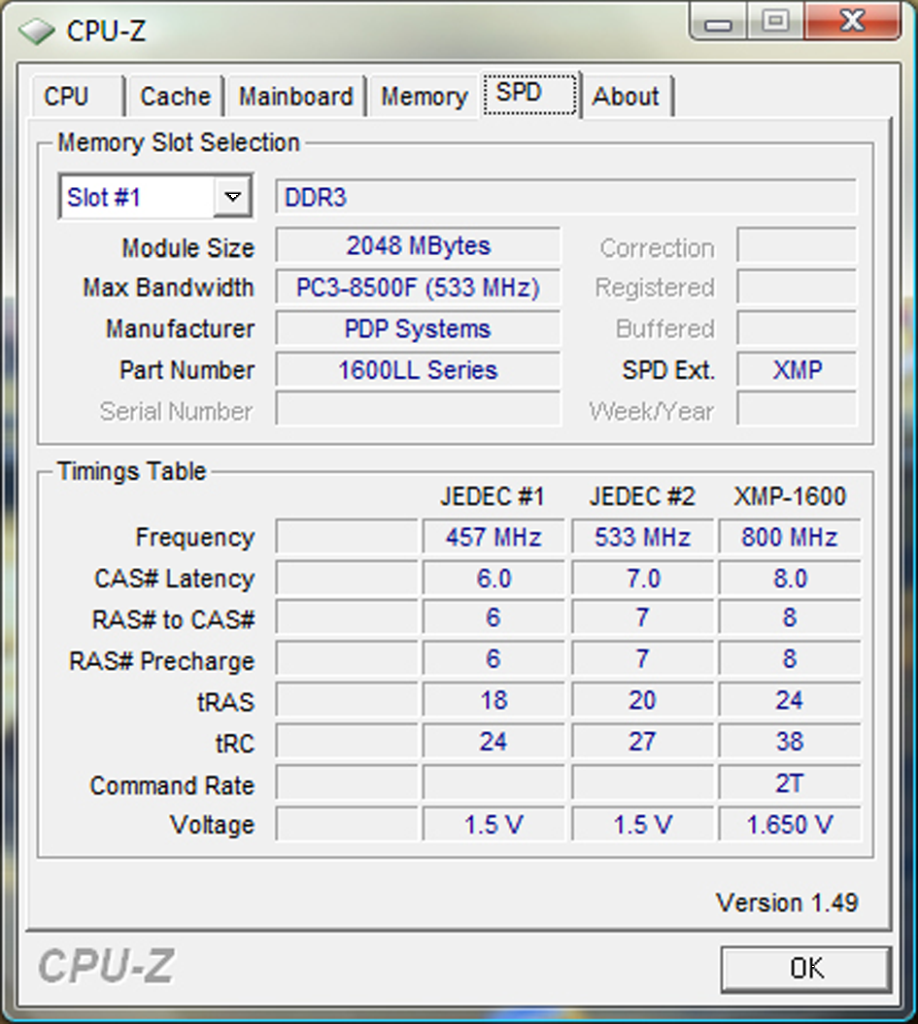 CPU-Z
CPU Cache Mainboard Memory SPD About
Memory Slot Selection
Slot #1 DDR3
Module Size 2048 MBytes Correction
Max Bandwidth PC3-8500F (533 MHz) Registered
Manufacturer PDP Systems Buffered
Part Number 1600LL Series SPD Ext. XMP
Serial Number Week/Year
Timings Table
JEDEC #1 JEDEC #2 XMP-1600
Frequency 457 MHz 533 MHz 800 MHz
CAS# Latency 6.0 7.0 8.0
RAS# to CAS# 6 7 8
RAS# Precharge 6 7 8
tRAS 18 20 24
tRC 24 27 38
Command Rate 2T
Voltage 1.5 V 1.5 V 1.650 V
Version 1.49
CPU-Z OK